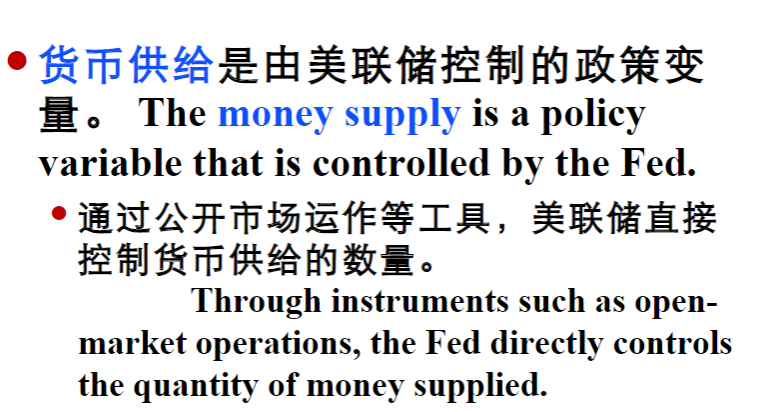 货币供给是由美联储控制的政策变
量。 The money supply is a policy
variable that is controlled by the Fed.
通过公开市场运作等工具，美联储直接
控制货币供给的数量。
Through instruments such as open-
market operations, the Fed directly controls
the quantity of money supplied.